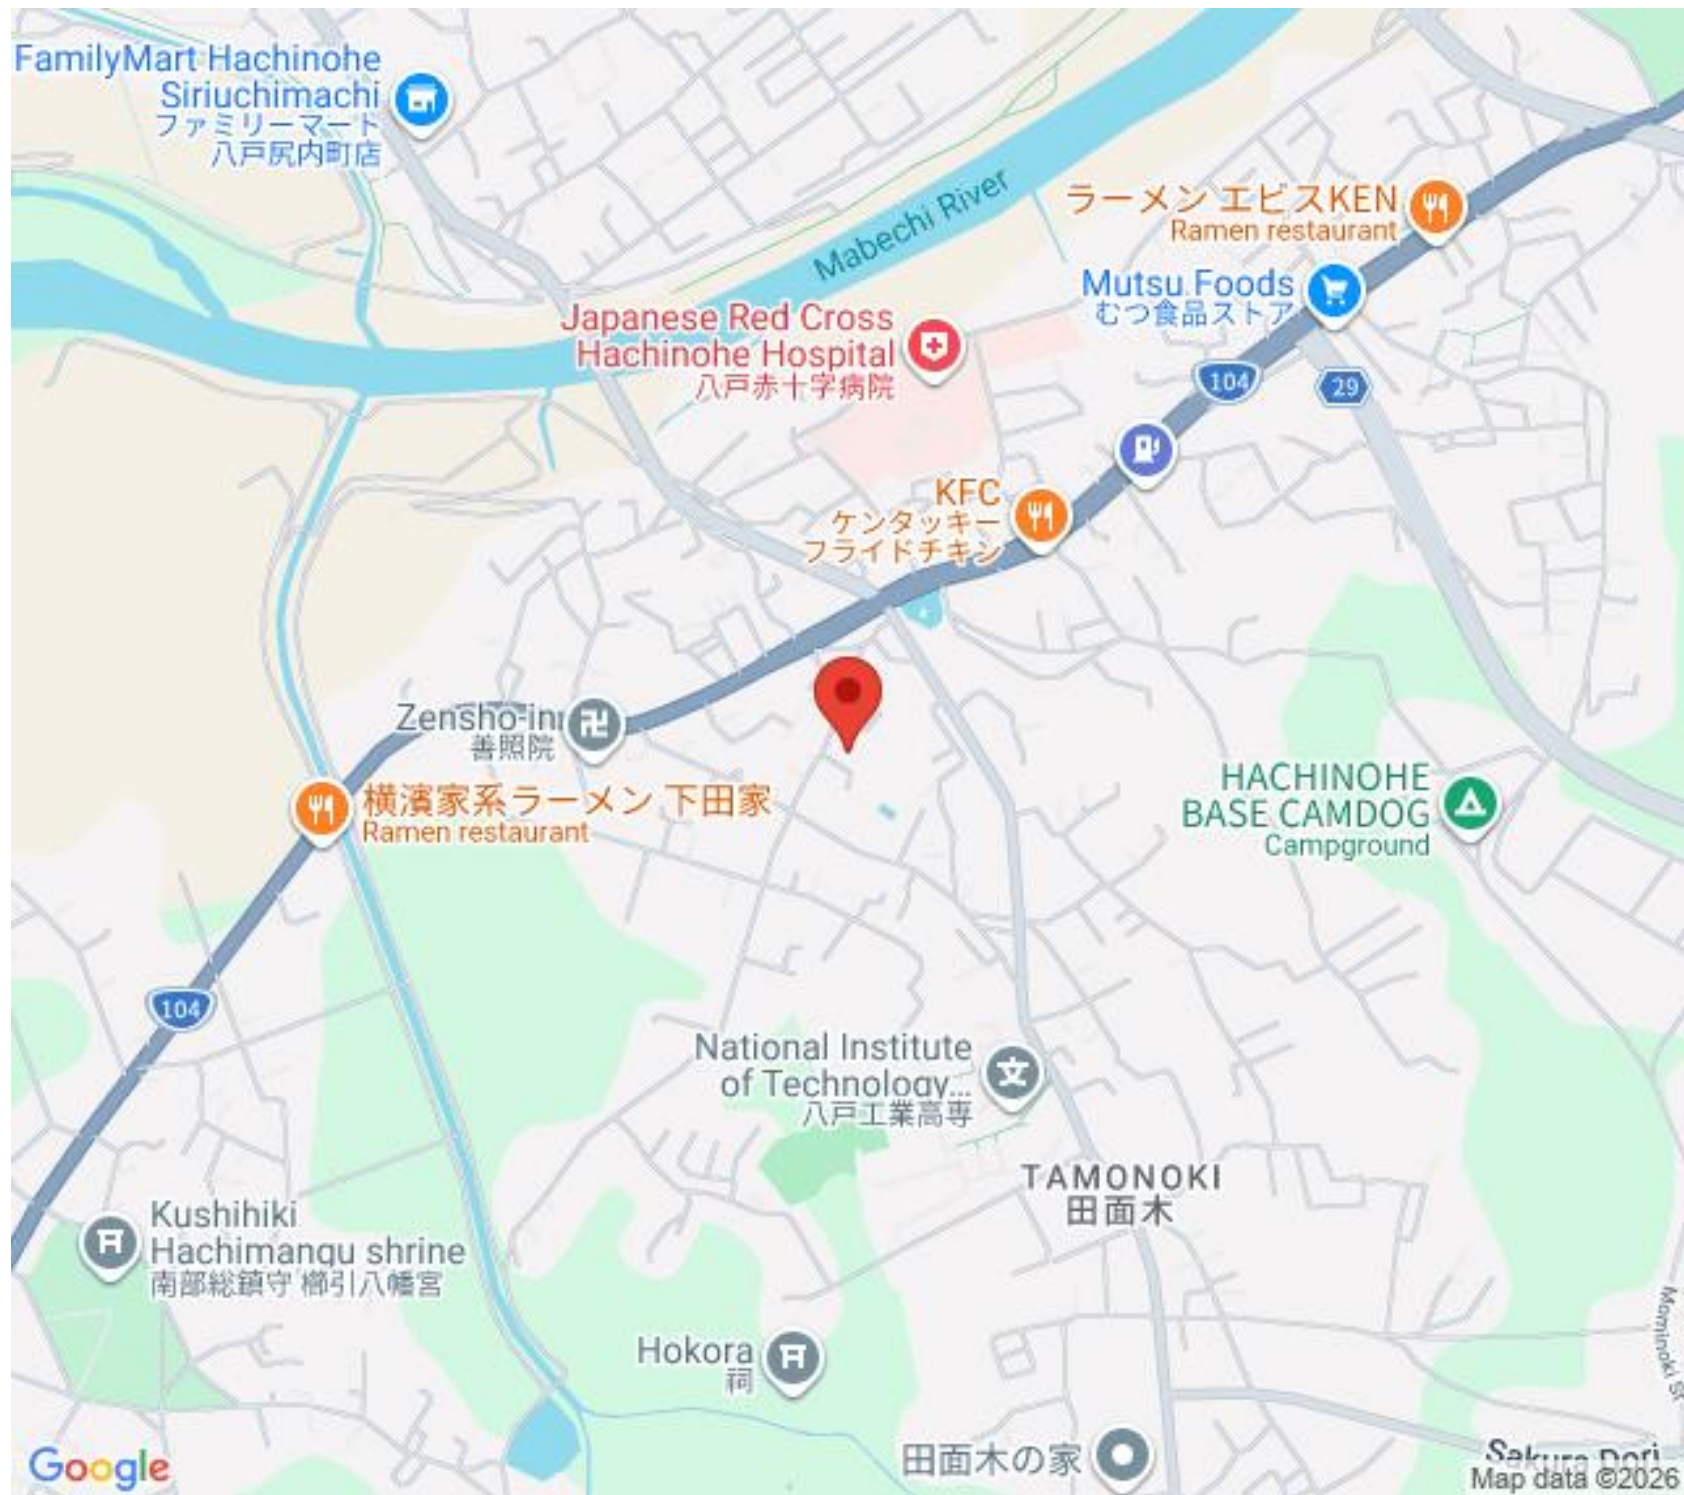 FamilyMart Hachinohe
Siriuchimachi
ファミリーマート
八戸尻内町店
Mabechi River
ラーメン エビスKEN
Ramen restaurant
Mutsu Foods
むつ食品ストア
Japanese Red Cross
Hachinohe Hospital
八戸赤十字病院
104
29
KFC
ケンタッキー
フライドチキン
Zensho-in
善照院
横濱家系ラーメン 下田家
Ramen restaurant
HACHINOHE
BASE CAMDOG
Campground
104
National Institute
of Technology...
八戸工業高専
文
TAMONOKI
田面木
Kushihiki
Hachimangu shrine
南部総鎮守 櫛引八幡宮
Hokora
祠
田面木の家
Sakura Dori
Google
Map data ©2026